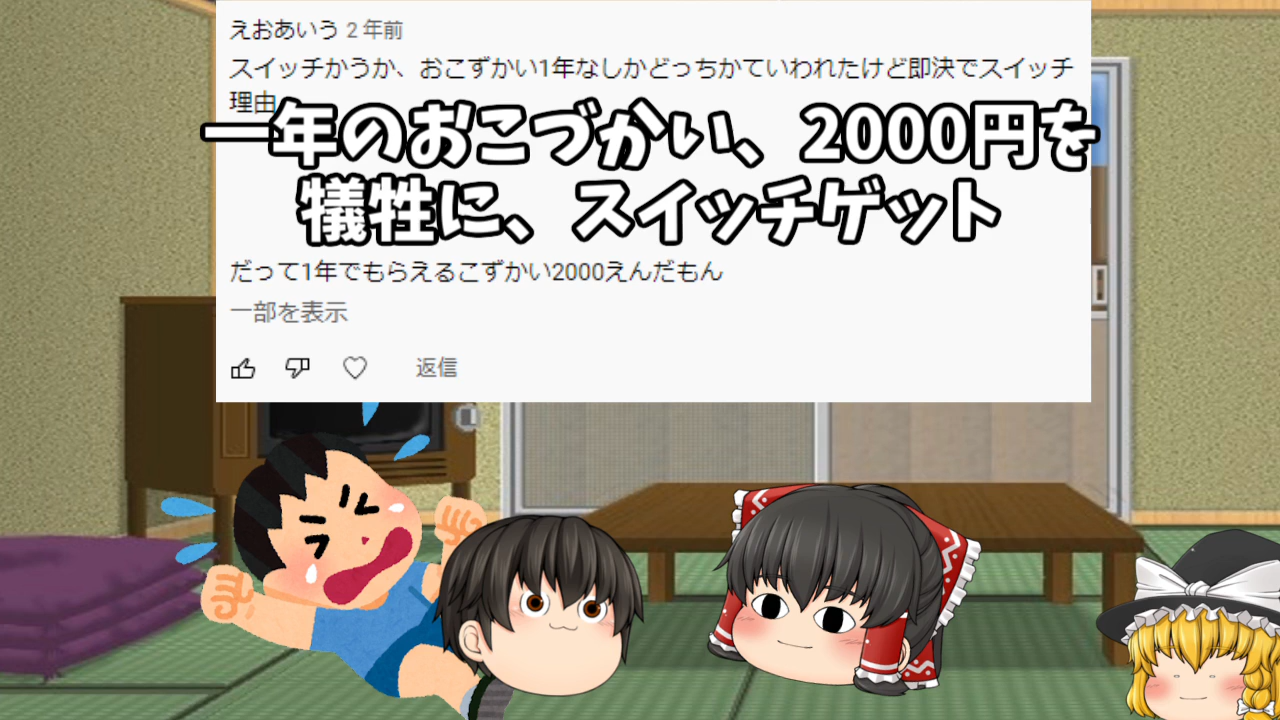 えおあいう 2年前
スイッチかうか、おこずかい1年なしかどっちかていわれたけど即決でスイッチ
理由
一年のおこづかい、2000円を
犠牲に、スイッチゲット
だって1年でもらえるこずかい2000えんだもん
一部を表示
返信